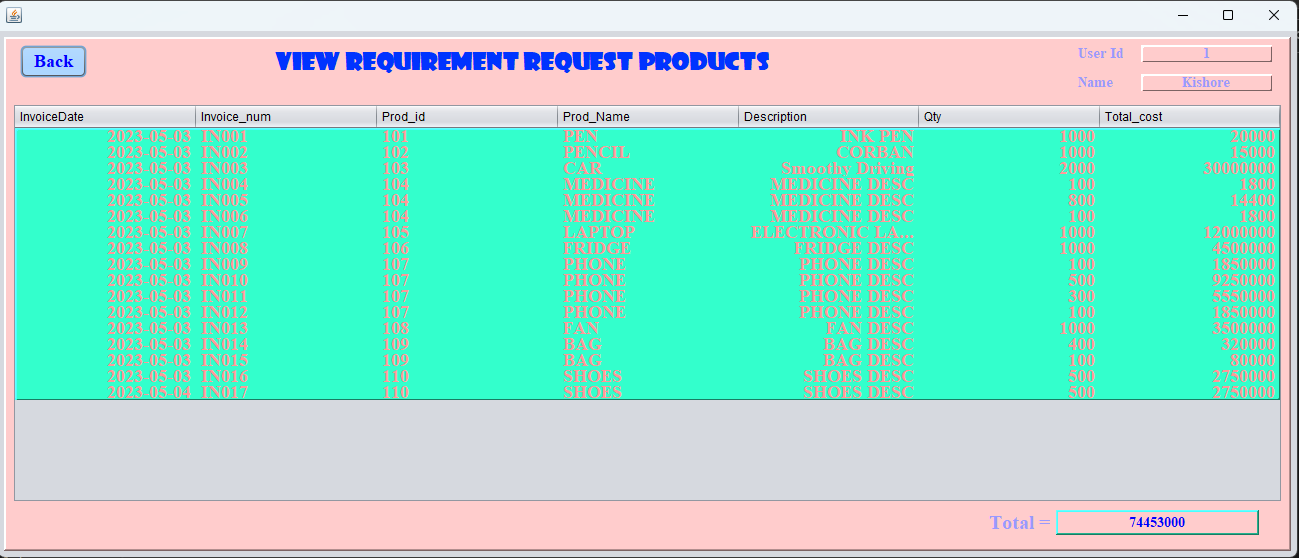 Back VIEW REQUIREMENT REQUEST PRODUCTS User Id 1
Name Kishore
InvoiceDate Invoice_num Prod_id Prod_Name Description Qty Total_cost
2023-05-03 IN001 101 PEN INK PEN 1000 20000
2023-05-03 IN002 102 PENCIL CORBAN 1000 15000
2023-05-03 IN003 103 CAR Smoothy Driving 2000 30000000
2023-05-03 IN004 104 MEDICINE MEDICINE DESC 100 1800
2023-05-03 IN005 104 MEDICINE MEDICINE DESC 800 14400
2023-05-03 IN006 104 MEDICINE MEDICINE DESC 100 1800
2023-05-03 IN007 105 LAPTOP ELECTRONIC LA... 1000 12000000
2023-05-03 IN008 106 FRIDGE FRIDGE DESC 1000 4500000
2023-05-03 IN009 107 PHONE PHONE DESC 100 1850000
2023-05-03 IN010 107 PHONE PHONE DESC 500 9250000
2023-05-03 IN011 107 PHONE PHONE DESC 300 5550000
2023-05-03 IN012 107 PHONE PHONE DESC 100 1850000
2023-05-03 IN013 108 FAN FAN DESC 1000 3500000
2023-05-03 IN014 109 BAG BAG DESC 400 320000
2023-05-03 IN015 109 BAG BAG DESC 100 80000
2023-05-03 IN016 110 SHOES SHOES DESC 500 2750000
2023-05-04 IN017 110 SHOES SHOES DESC 500 2750000
Total = 74453000